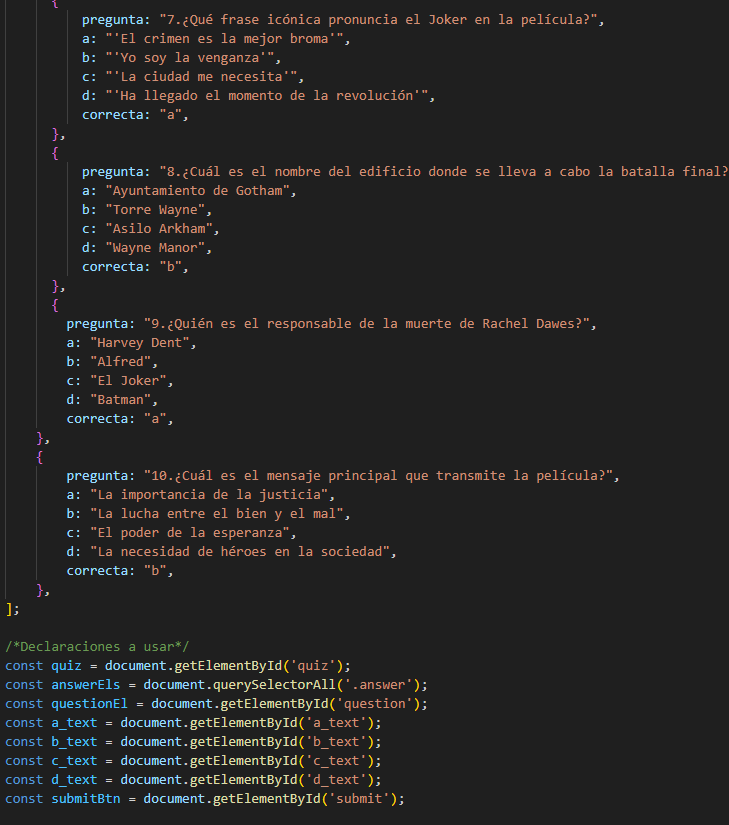 {
pregunta: "7.¿Qué frase icónica pronuncia el Joker en la película?",
a: "'El crimen es la mejor broma'",
b: "'Yo soy la venganza'",
c: "'La ciudad me necesita'",
d: "'Ha llegado el momento de la revolución'",
correcta: "a",
},
{
pregunta: "8.¿Cuál es el nombre del edificio donde se lleva a cabo la batalla final?
a: "Ayuntamiento de Gotham",
b: "Torre Wayne",
c: "Asilo Arkham",
d: "Wayne Manor",
correcta: "b",
},
{
pregunta: "9.¿Quién es el responsable de la muerte de Rachel Dawes?",
a: "Harvey Dent",
b: "Alfred",
c: "El Joker",
d: "Batman",
correcta: "a",
},
{
pregunta: "10.¿Cuál es el mensaje principal que transmite la película?",
a: "La importancia de la justicia",
b: "La lucha entre el bien y el mal",
c: "El poder de la esperanza",
d: "La necesidad de héroes en la sociedad",
correcta: "b",
},
];
/*Declaraciones a usar*/
const quiz = document.getElementById('quiz');
const answerEls = document.querySelectorAll('.answer');
const questionEl = document.getElementById('question');
const a_text = document.getElementById('a_text');
const b_text = document.getElementById('b_text');
const c_text = document.getElementById('c_text');
const d_text = document.getElementById('d_text');
const submitBtn = document.getElementById('submit');